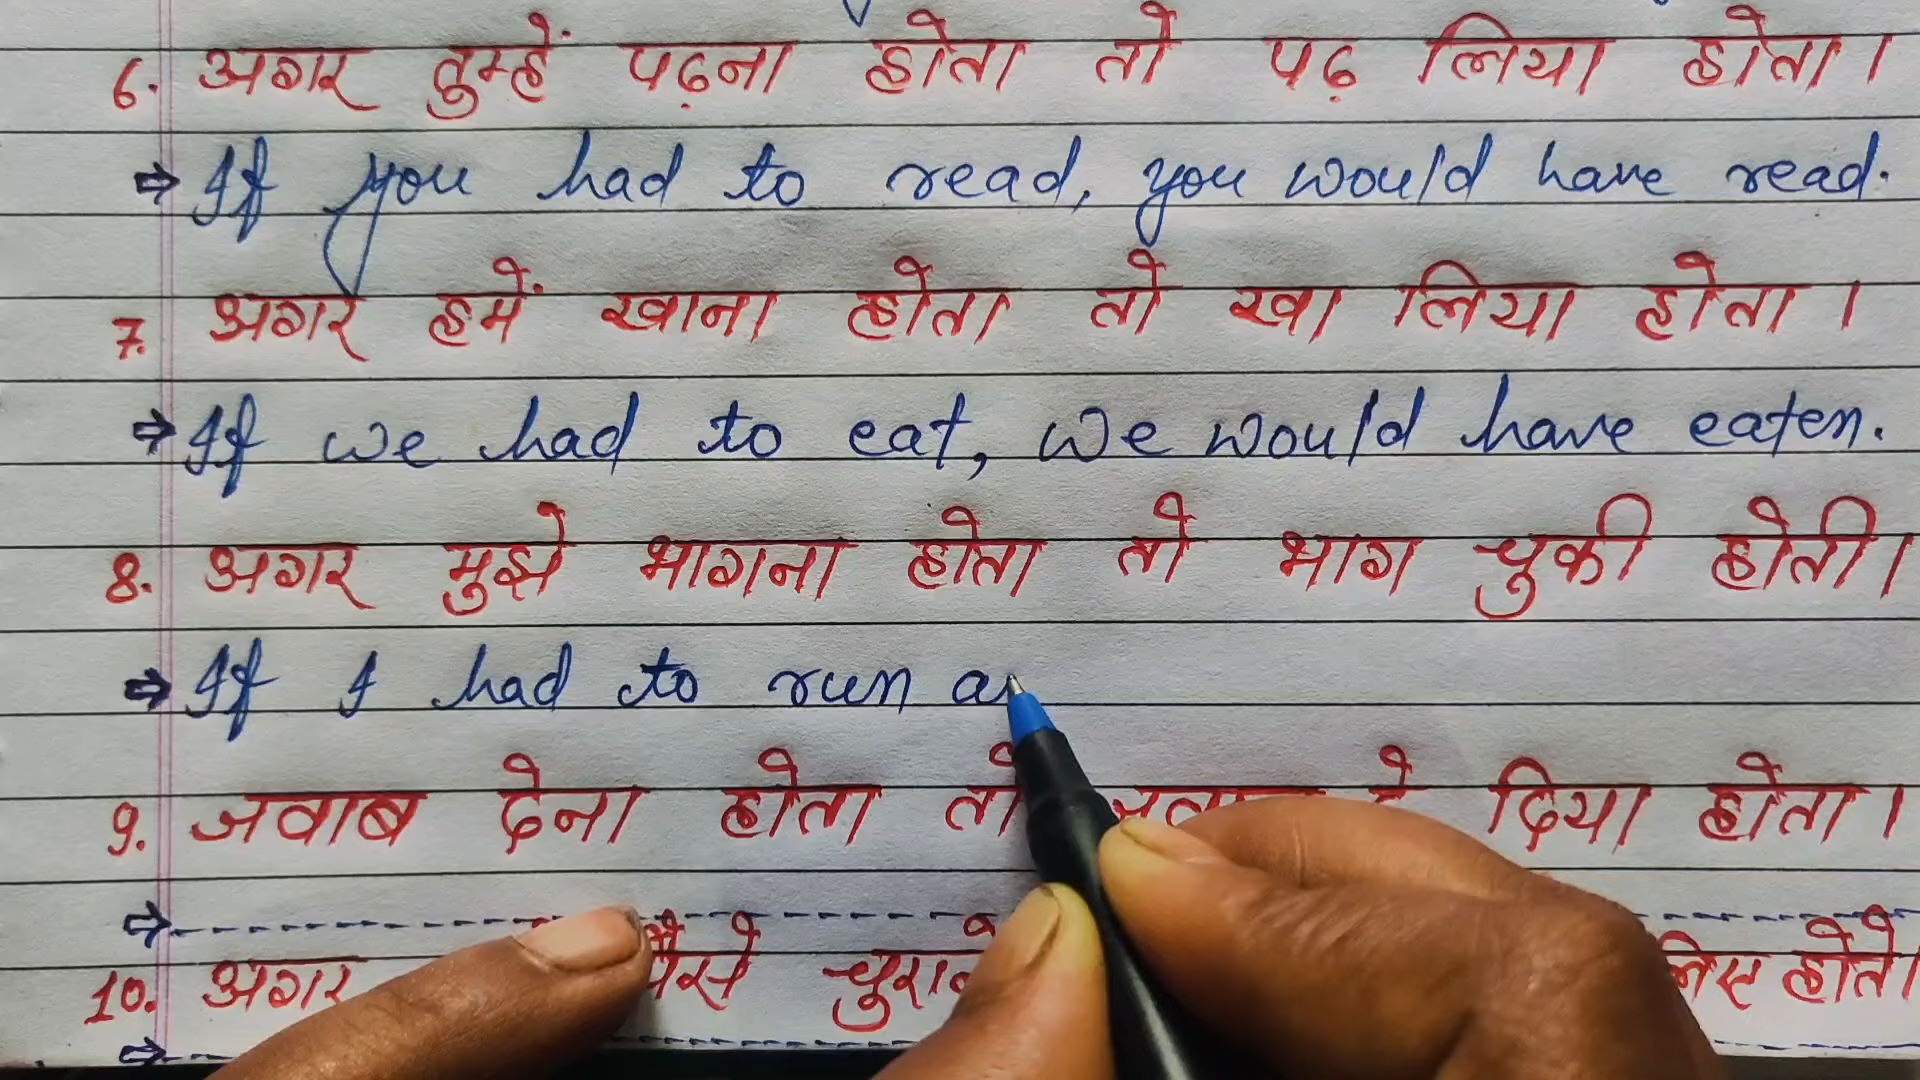 6. अगर तुम्हें पढ़ना होता तो पढ़ लिया होता।
⇒ If you had to read, you would have read.
7. अगर हमें खाना होता तो खा लिया होता।
⇒ If we had to eat, we would have eaten.
8. अगर मुझे भागना होता तो भाग चुकी होती।
⇒ If I had to run
9. जवाब देना होता तो दिया होता।
⇒
10. अगर पैसे होते।
⇒